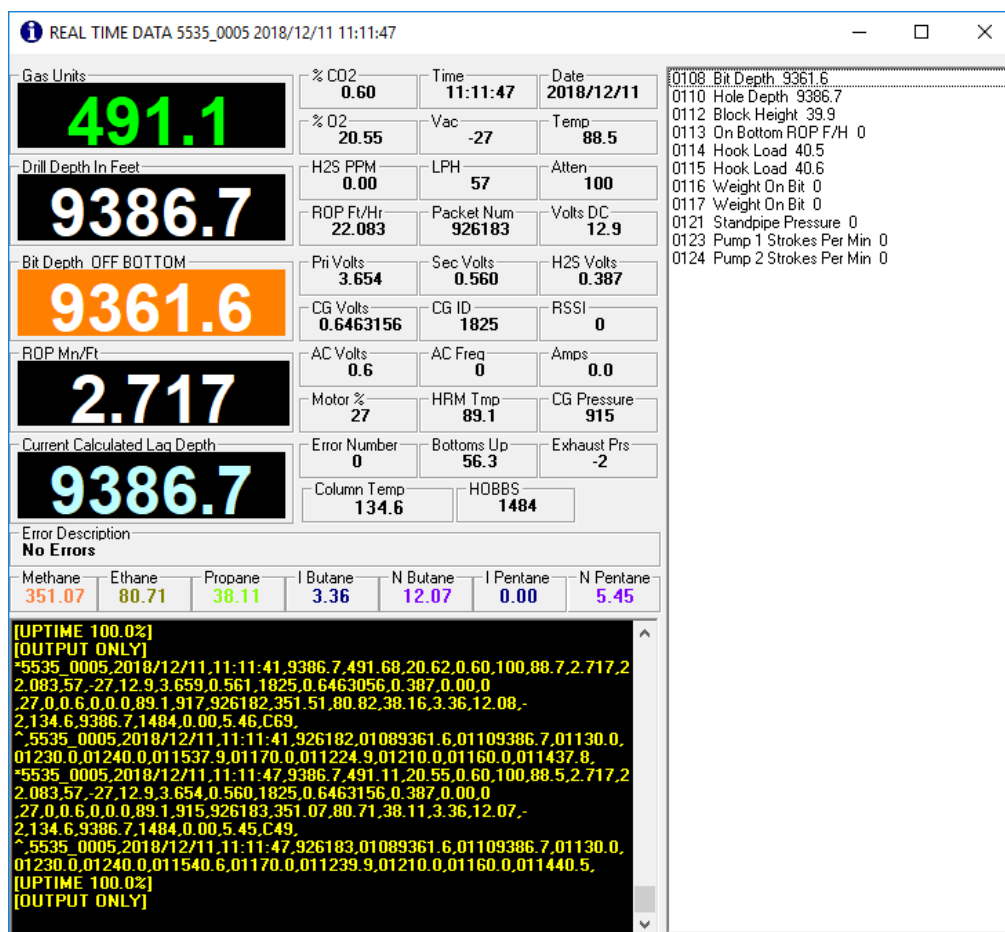 REAL TIME DATA 5535_0005 2018/12/11 11:11:47
Gas Units
491.1
% CO2
0.60
Time
11:11:47
Date
2018/12/11
% O2
20.55
Vac
-27
Temp
88.5
Drill Depth In Feet
9386.7
H2S PPM
0.00
LPH
57
Atten
100
ROP Ft/Hr
22.083
Packet Num
926183
Volts DC
12.9
Bit Depth OFF BOTTOM
9361.6
Pri Volts
3.654
Sec Volts
0.560
H2S Volts
0.387
CG Volts
0.6463156
CG ID
1825
RSSI
0
ROP Mn/Ft
2.717
AC Volts
0.6
AC Freq
0
Amps
0.0
Motor %
27
HRM Tmp
89.1
CG Pressure
915
Current Calculated Lag Depth
9386.7
Error Number
0
Bottoms Up
56.3
Exhaust Prs
-2
Column Temp
134.6
HOBBS
1484
Error Description
No Errors
Methane
351.07
Ethane
80.71
Propane
38.11
I Butane
3.36
N Butane
12.07
I Pentane
0.00
N Pentane
5.45
[UPTIME 100.0%]
[OUTPUT ONLY]
*5535_0005,2018/12/11,11:11:41,9386.7,491.68,20.62,0.60,100,88.7,2.717,2
2.083,57,-27,12.9,3.659,0.561,1825,0.6463056,0.387,0.00,0
,27,0,0.6,0,0.0,89.1,917,926182,351.51,80.82,38.16,3.36,12.08,-
2,134.6,9386.7,1484,0.00,5.46,C69,
^,5535_0005,2018/12/11,11:11:41,926182,01089361.6,01109386.7,01130.0,
01230.0,01240.0,011537.9,01170.0,011224.9,01210.0,01160.0,011437.8,
*5535_0005,2018/12/11,11:11:47,9386.7,491.11,20.55,0.60,100,88.5,2.717,2
2.083,57,-27,12.9,3.654,0.560,1825,0.6463156,0.387,0.00,0
,27,0,0.6,0,0.0,89.1,915,926183,351.07,80.71,38.11,3.36,12.07,-
2,134.6,9386.7,1484,0.00,5.45,C49,
^,5535_0005,2018/12/11,11:11:47,926183,01089361.6,01109386.7,01130.0,
01230.0,01240.0,011540.6,01170.0,011239.9,01210.0,01160.0,011440.5,
[UPTIME 100.0%]
[OUTPUT ONLY]
0108 Bit Depth 9361.6
0110 Hole Depth 9386.7
0112 Block Height 39.9
0113 On Bottom ROP F/H 0
0114 Hook Load 40.5
0115 Hook Load 40.6
0116 Weight On Bit 0
0117 Weight On Bit 0
0121 Standpipe Pressure 0
0123 Pump 1 Strokes Per Min 0
0124 Pump 2 Strokes Per Min 0